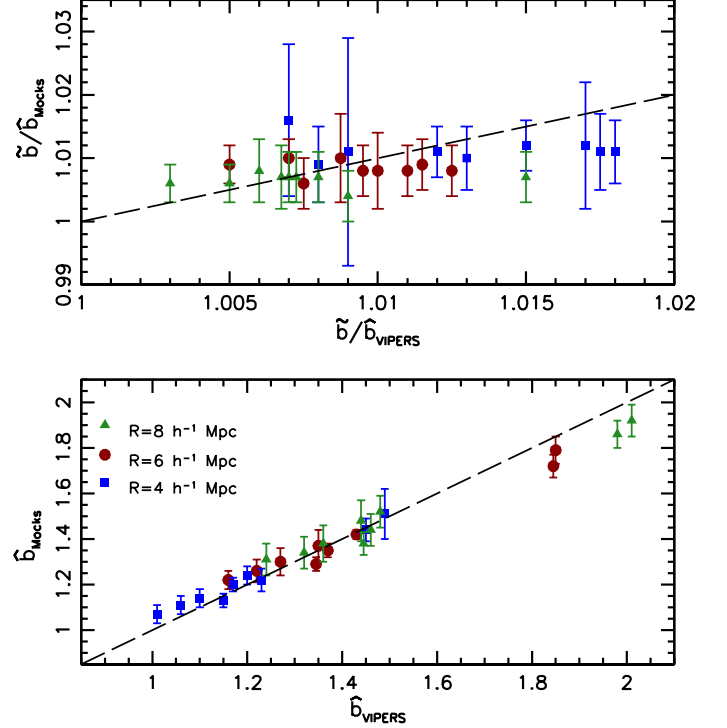 1.03
1.02
1.01
1
0.99
b̃/b̂Mocks
1 1.005 1.01 1.015 1.02
b̃/b̂VIPERS
2
1.8
1.6
1.4
1.2
1
b̂Mocks
R=8 h⁻¹ Mpc
R=6 h⁻¹ Mpc
R=4 h⁻¹ Mpc
1 1.2 1.4 1.6 1.8 2
b̂VIPERS